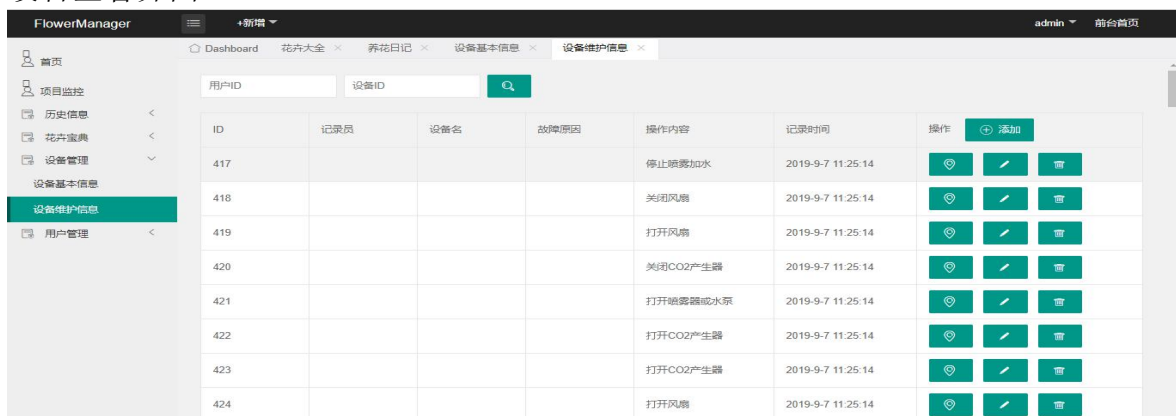 FlowerManager +新增 admin 前台首页
首页
项目监控
历史信息
花卉宝典
设备管理
设备基本信息
设备维护信息
用户管理
Dashboard 花卉大全 × 养花日记 × 设备基本信息 × 设备维护信息 ×
用户ID 设备ID
ID 记录员 设备名 故障原因 操作内容 记录时间 操作 添加
417 停止喷雾加水 2019-9-7 11:25:14
418 关闭风扇 2019-9-7 11:25:14
419 打开风扇 2019-9-7 11:25:14
420 关闭CO2产生器 2019-9-7 11:25:14
421 打开喷雾器或水泵 2019-9-7 11:25:14
422 打开CO2产生器 2019-9-7 11:25:14
423 打开CO2产生器 2019-9-7 11:25:14
424 打开风扇 2019-9-7 11:25:14